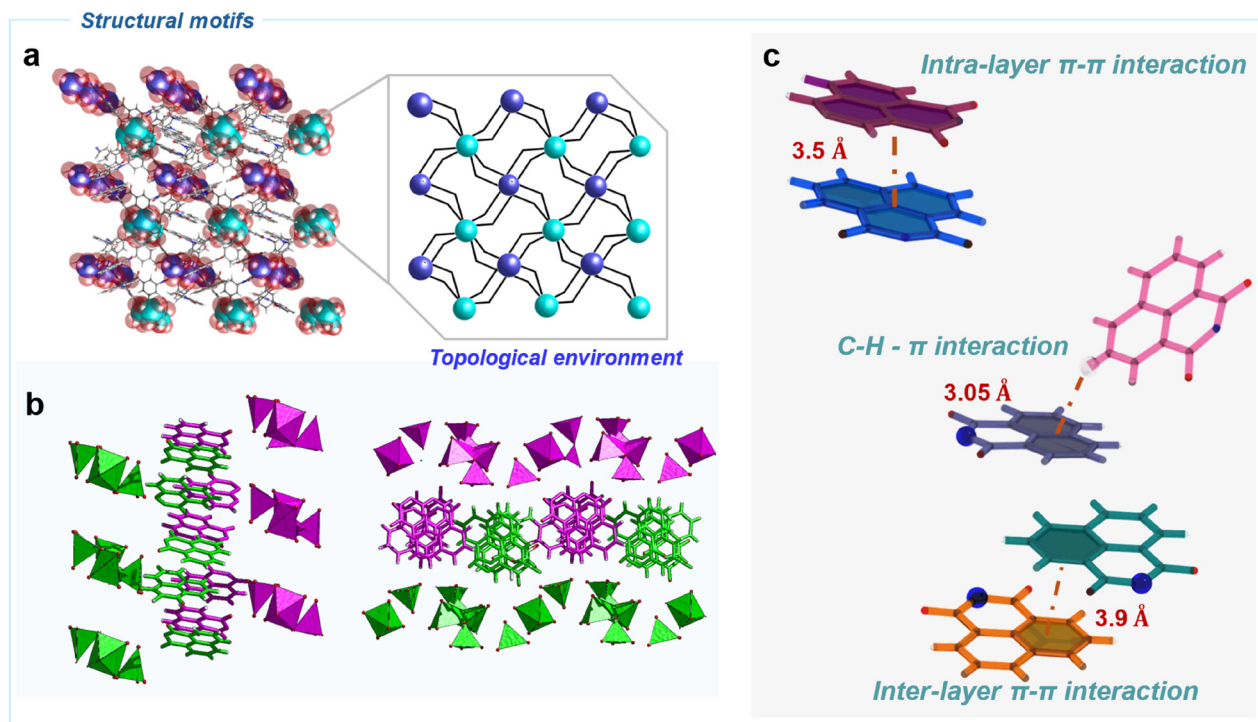 Structural motifs
a
Topological environment
b
c
Intra-layer π-π interaction
3.5 Å
C-H - π interaction
3.05 Å
3.9 Å
Inter-layer π-π interaction